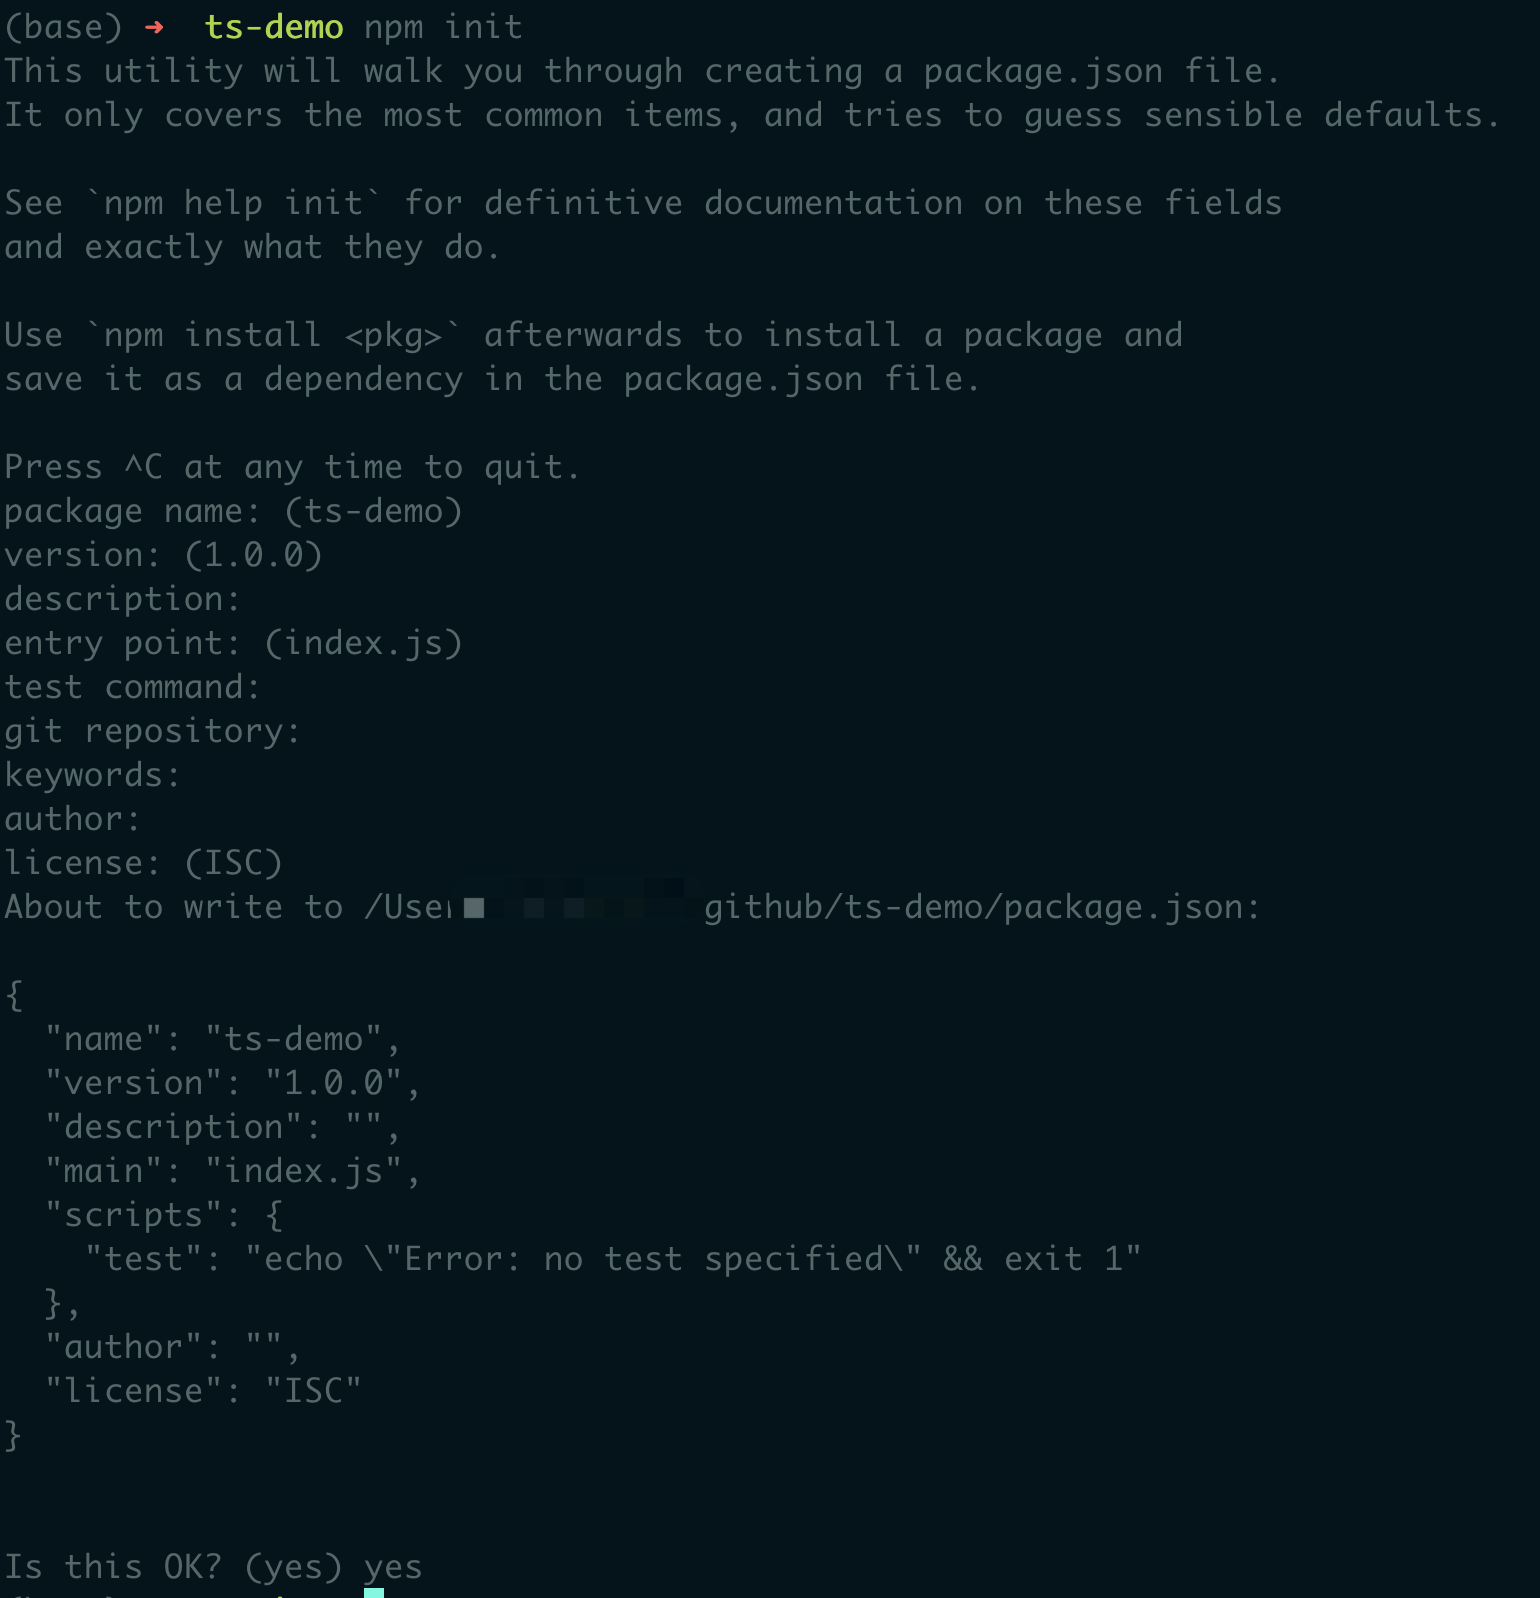 (base) ➜  ts-demo npm init
This utility will walk you through creating a package.json file.
It only covers the most common items, and tries to guess sensible defaults.

See `npm help init` for definitive documentation on these fields
and exactly what they do.

Use `npm install <pkg>` afterwards to install a package and
save it as a dependency in the package.json file.

Press ^C at any time to quit.
package name: (ts-demo)
version: (1.0.0)
description:
entry point: (index.js)
test command:
git repository:
keywords:
author:
license: (ISC)
About to write to /User github/ts-demo/package.json:

{
  "name": "ts-demo",
  "version": "1.0.0",
  "description": "",
  "main": "index.js",
  "scripts": {
    "test": "echo \"Error: no test specified\" && exit 1"
  },
  "author": "",
  "license": "ISC"
}

Is this OK? (yes) yes